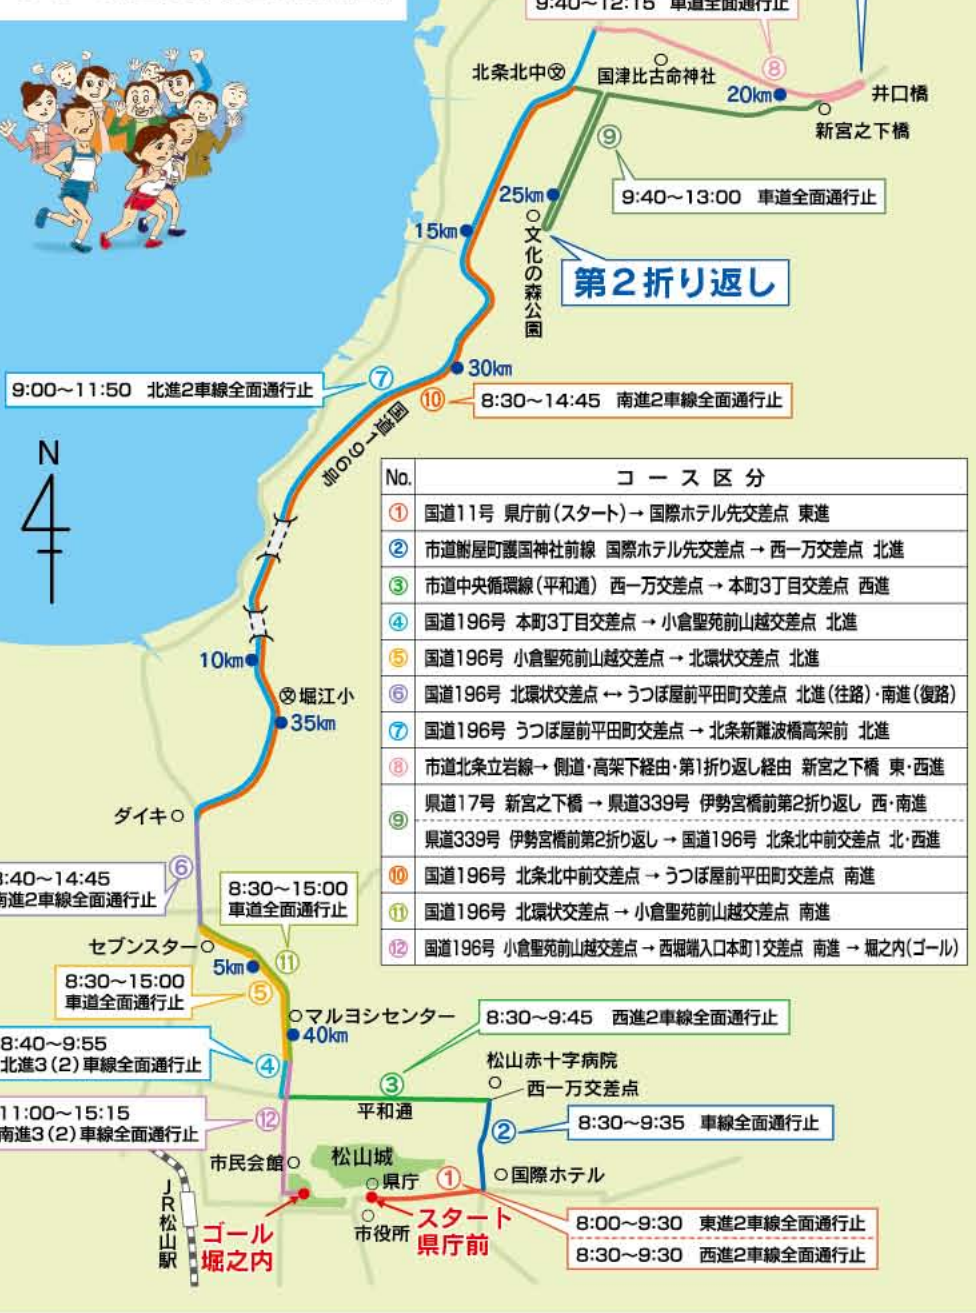 9:40～12:15 車道全面通行止
北条北中
国津比古命神社
⑧
20km
井口橋
新宮之下橋
⑨
25km
9:40～13:00 車道全面通行止
15km
文化の森公園
第2折り返し
30km
⑦
9:00～11:50 北進2車線全面通行止
⑩
8:30～14:45 南進2車線全面通行止
国道196号
N
No. コース区分
① 国道11号 県庁前(スタート)→ 国際ホテル先交差点 東進
② 市道鮒屋町護国神社前線 国際ホテル先交差点 → 西一万交差点 北進
③ 市道中央循環線(平和通) 西一万交差点 → 本町3丁目交差点 西進
④ 国道196号 本町3丁目交差点 → 小倉聖苑前山越交差点 北進
⑤ 国道196号 小倉聖苑前山越交差点 → 北環状交差点 北進
⑥ 国道196号 北環状交差点 ↔ うつぼ屋前平田町交差点 北進(往路)・南進(復路)
⑦ 国道196号 うつぼ屋前平田町交差点 → 北条新難波橋高架前 北進
⑧ 市道北条立岩線→ 側道・高架下経由・第1折り返し経由 新宮之下橋 東・西進
⑨ 県道17号 新宮之下橋 → 県道339号 伊勢宮橋前第2折り返し 西・南進
県道339号 伊勢宮橋前第2折り返し → 国道196号 北条北中前交差点 北・西進
⑩ 国道196号 北条北中前交差点 → うつぼ屋前平田町交差点 南進
⑪ 国道196号 北環状交差点 → 小倉聖苑前山越交差点 南進
⑫ 国道196号 小倉聖苑前山越交差点 → 西堀端入口本町1交差点 南進 → 堀之内(ゴール)
10km
堀江小
35km
ダイキ
⑥
:40～14:45
南進2車線全面通行止
8:30～15:00
車道全面通行止
セブンスター
5km
⑪
8:30～15:00
車道全面通行止
⑤
マルヨシセンター
40km
8:30～9:45 西進2車線全面通行止
8:40～9:55
北進3(2)車線全面通行止
④
③
平和通
松山赤十字病院
西一万交差点
11:00～15:15
南進3(2)車線全面通行止
⑫
②
8:30～9:35 車線全面通行止
市民会館
松山城
県庁
①
国際ホテル
JR松山駅
ゴール
堀之内
市役所
スタート
県庁前
8:00～9:30 東進2車線全面通行止
8:30～9:30 西進2車線全面通行止